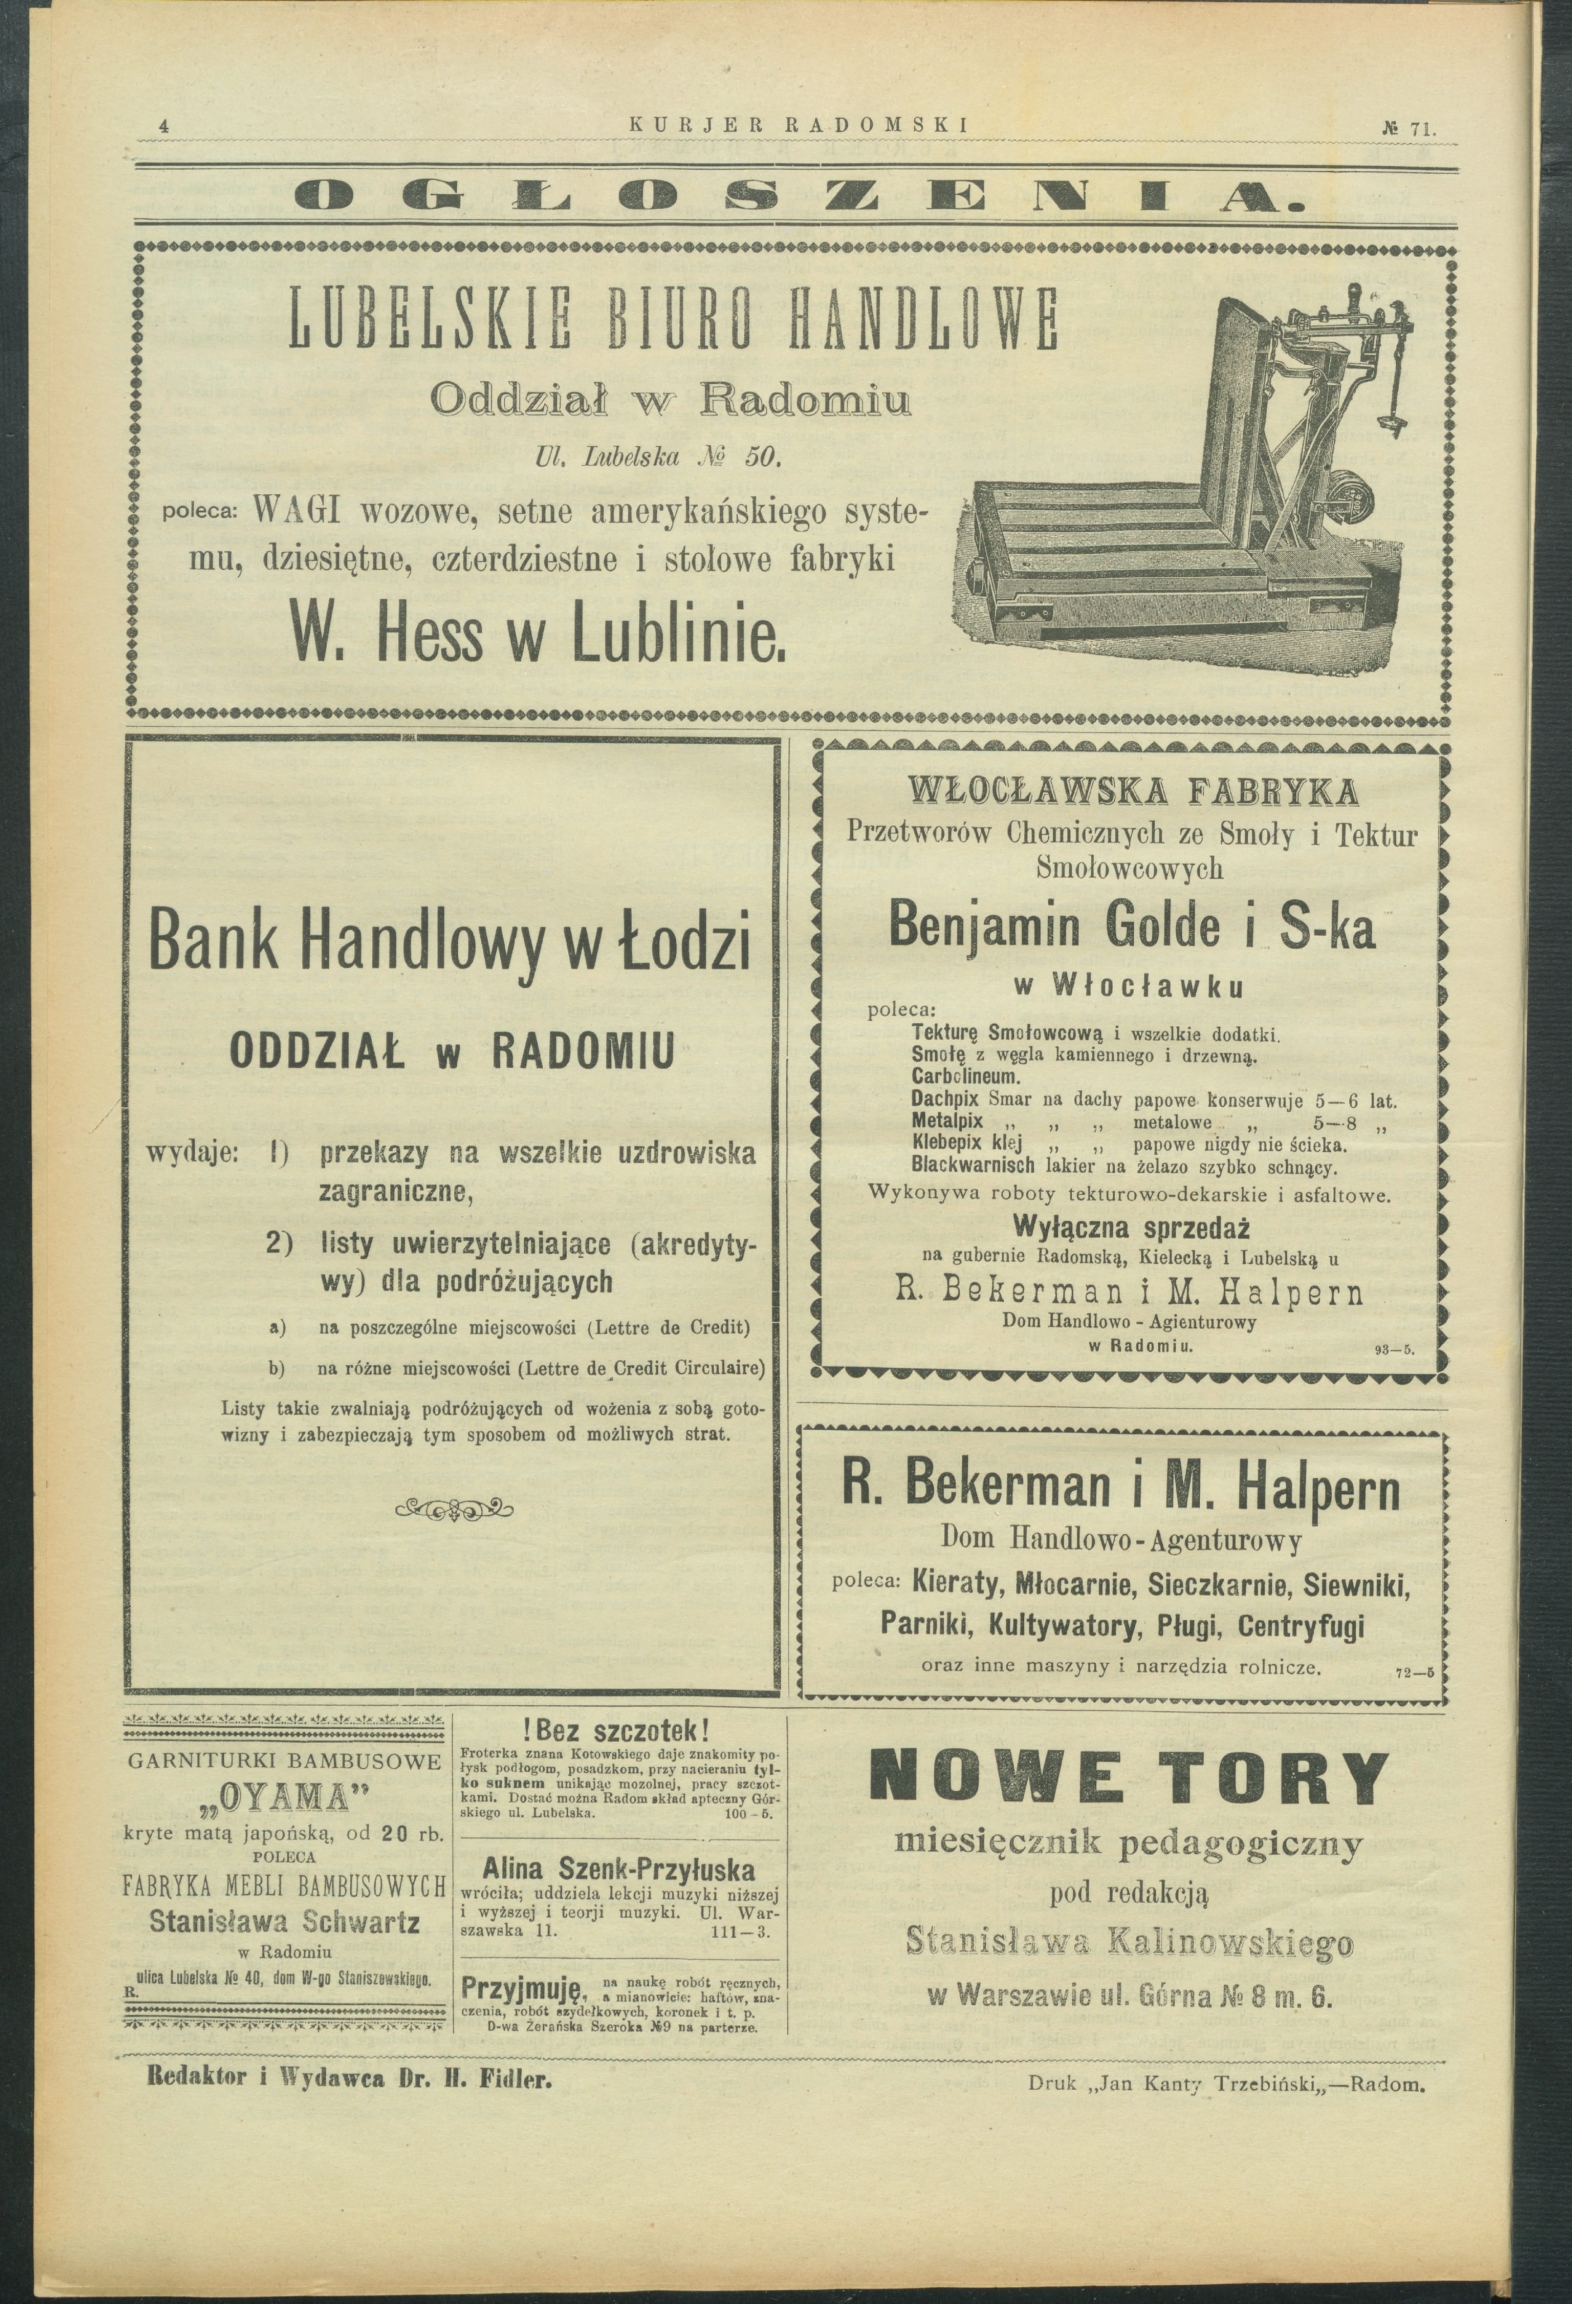 4
KURJER RADOMSKI
№ 71.
OGŁOSZENIA.
LUBELSKIE BIURO HANDLOWE
Oddział w Radomiu
Ul. Lubelska № 50.
poleca: WAGI wozowe, setne amerykańskiego syste-
mu, dziesiętne, czterdziestne i stołowe fabryki
W. Hess w Lublinie.
Bank Handlowy w Łodzi
ODDZIAŁ w RADOMIU
wydaje: 1) przekazy na wszelkie uzdrowiska
zagraniczne,
2) listy uwierzytelniające (akredyty-
wy) dla podróżujących
a) na poszczególne miejscowości (Lettre de Credit)
b) na różne miejscowości (Lettre de Credit Circulaire)
Listy takie zwalniają podróżujących od wożenia z sobą goto-
wizny i zabezpieczają tym sposobem od możliwych strat.
WŁOCŁAWSKA FABRYKA
Przetworów Chemicznych ze Smoły i Tektur
Smołowcowych
Benjamin Golde i S-ka
w Włocławku
poleca:
Tekturę Smołowcową i wszelkie dodatki.
Smołę z węgla kamiennego i drzewną.
Carbolineum.
Dachpix Smar na dachy papowe konserwuje 5—6 lat.
Metalpix „ „ „ metalowe „ 5—8 „
Klebepix klej „ „ papowe nigdy nie ścieka.
Blackwarnisch lakier na żelazo szybko schnący.
Wykonywa roboty tekturowo-dekarskie i asfaltowe.
Wyłączna sprzedaż
na gubernie Radomską, Kielecką i Lubelską u
R. Bekerman i M. Halpern
Dom Handlowo - Agienturowy
w Radomiu. 93—5.
R. Bekerman i M. Halpern
Dom Handlowo-Agenturowy
poleca: Kieraty, Młocarnie, Sieczkarnie, Siewniki,
Parniki, Kultywatory, Pługi, Centryfugi
oraz inne maszyny i narzędzia rolnicze. 72—5
GARNITURKI BAMBUSOWE
„OYAMA”
kryte matą japońską, od 20 rb.
POLECA
FABRYKA MEBLI BAMBUSOWYCH
Stanisława Schwartz
w Radomiu
ulica Lubelska № 40, dom W-go Staniszewskiego.
R.
!Bez szczotek!
Froterka znana Kotowskiego daje znakomity po-
łysk podłogom, posadzkom, przy nacieraniu tyl-
ko suknem unikając mozolnej, pracy szczot-
kami. Dostać można Radom skład apteczny Gór-
skiego ul. Lubelska. 100—5.
Alina Szenk-Przyłuska
wróciła; uddziela lekcji muzyki niższej
i wyższej i teorji muzyki. Ul. War-
szawska 11. 111—3.
Przyjmuję, na naukę robót ręcznych,
a mianowicie: haftów, zna-
czenia, robót szydełkowych, koronek i t. p.
D-wa Żerańska Szeroka №9 na parterze.
NOWE TORY
miesięcznik pedagogiczny
pod redakcją
Stanisława Kalinowskiego
w Warszawie ul. Górna № 8 m. 6.
Redaktor i Wydawca Dr. H. Fidler.
Druk „Jan Kanty Trzebiński„—Radom.